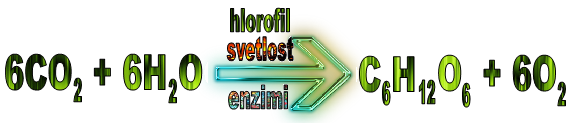 hlorofil
svetlost
6CO₂ + 6H₂O C₆H₁₂O₆ + 6O₂
enzimi